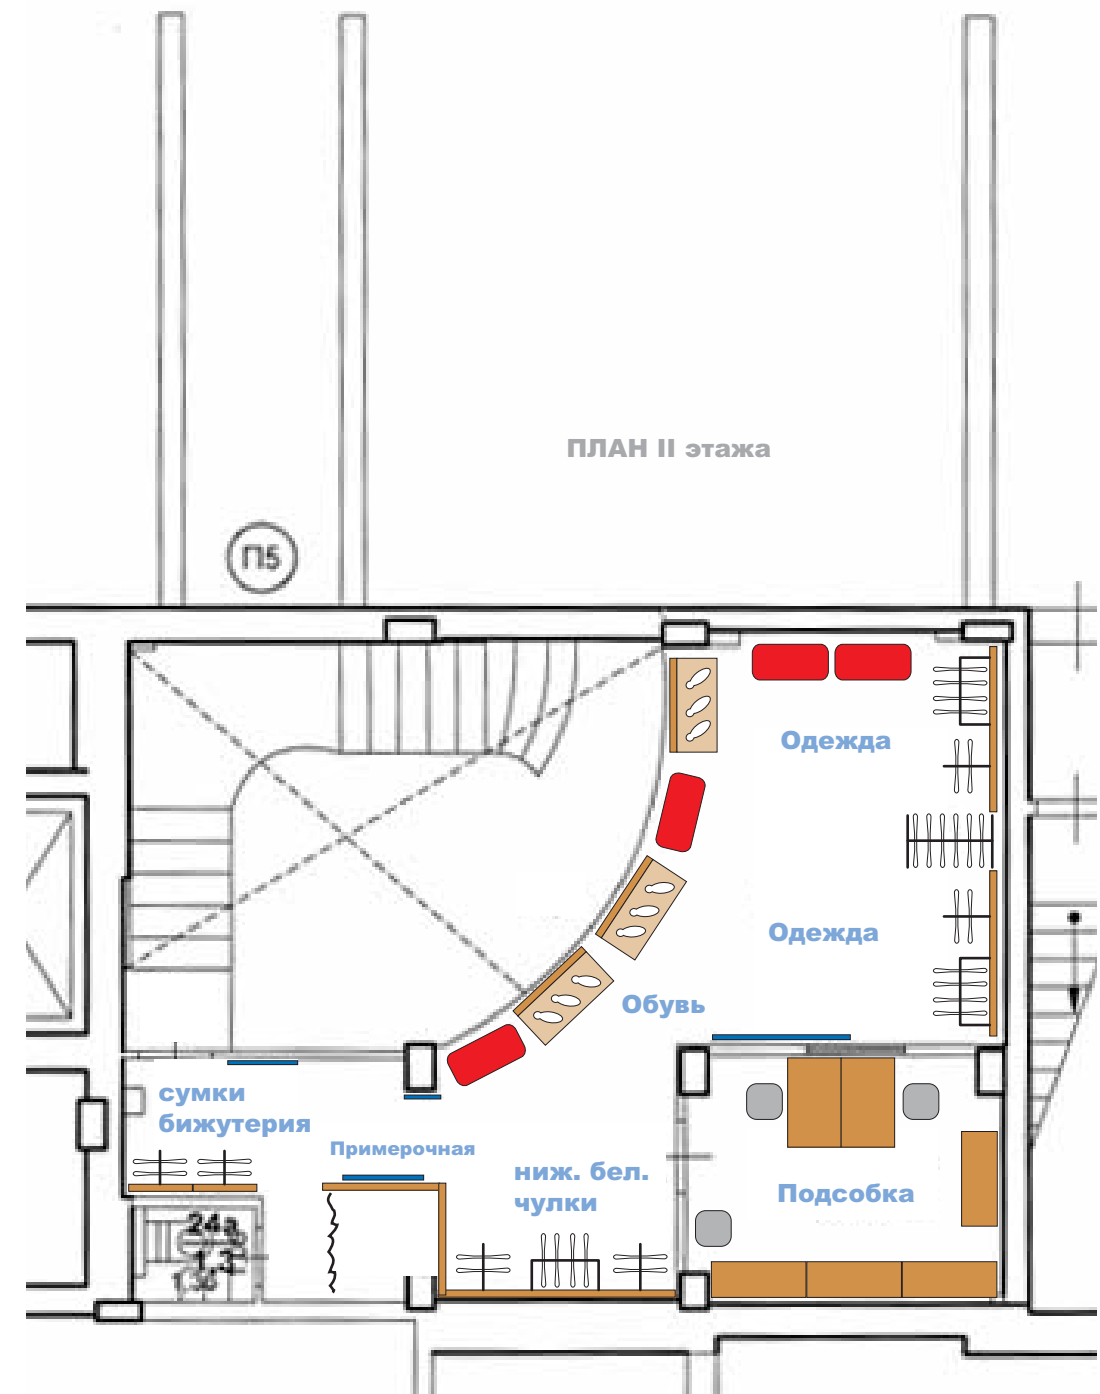 ПЛАН II этажа
П5
Одежда
Одежда
Обувь
сумки
бижутерия
Примерочная
ниж. бел.
чулки
Подсобка
24а